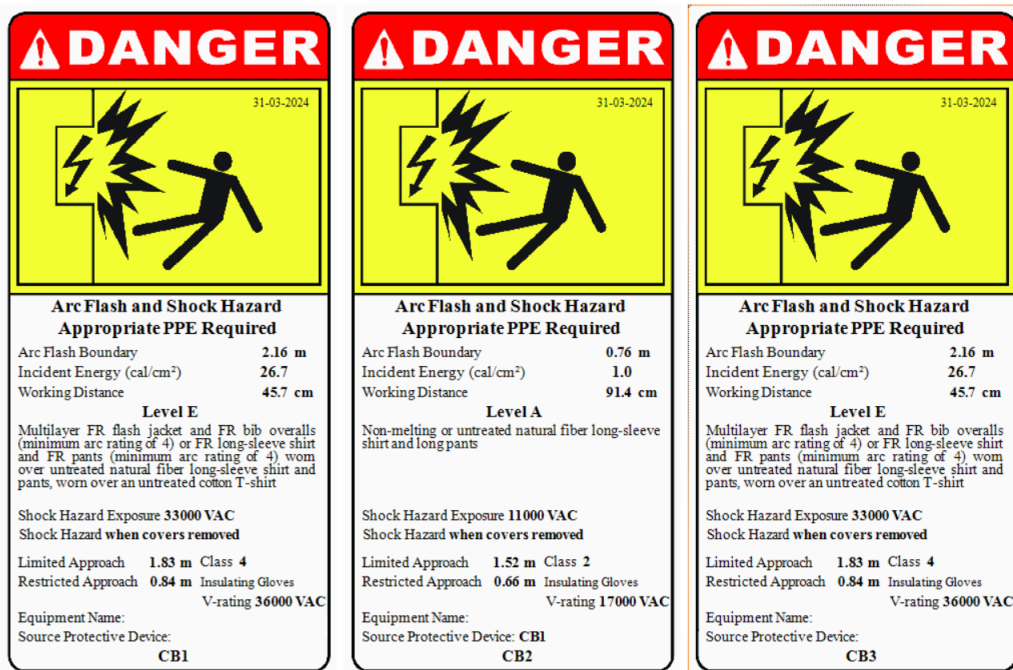 DANGER
31-03-2024
Arc Flash and Shock Hazard
Appropriate PPE Required
Arc Flash Boundary 2.16 m
Incident Energy (cal/cm²) 26.7
Working Distance 45.7 cm
Level E
Multilayer FR flash jacket and FR bib overalls
(minimum arc rating of 4) or FR long-sleeve shirt
and FR pants (minimum arc rating of 4) worn
over untreated natural fiber long-sleeve shirt and
pants, worn over an untreated cotton T-shirt
Shock Hazard Exposure 33000 VAC
Shock Hazard when covers removed
Limited Approach 1.83 m Class 4
Restricted Approach 0.84 m Insulating Gloves
V-rating 36000 VAC
Equipment Name:
Source Protective Device:
CB1
DANGER
31-03-2024
Arc Flash and Shock Hazard
Appropriate PPE Required
Arc Flash Boundary 0.76 m
Incident Energy (cal/cm²) 1.0
Working Distance 91.4 cm
Level A
Non-melting or untreated natural fiber long-sleeve
shirt and long pants
Shock Hazard Exposure 11000 VAC
Shock Hazard when covers removed
Limited Approach 1.52 m Class 2
Restricted Approach 0.66 m Insulating Gloves
V-rating 17000 VAC
Equipment Name:
Source Protective Device: CB1
CB2
DANGER
31-03-2024
Arc Flash and Shock Hazard
Appropriate PPE Required
Arc Flash Boundary 2.16 m
Incident Energy (cal/cm²) 26.7
Working Distance 45.7 cm
Level E
Multilayer FR flash jacket and FR bib overalls
(minimum arc rating of 4) or FR long-sleeve shirt
and FR pants (minimum arc rating of 4) worn
over untreated natural fiber long-sleeve shirt and
pants, worn over an untreated cotton T-shirt
Shock Hazard Exposure 33000 VAC
Shock Hazard when covers removed
Limited Approach 1.83 m Class 4
Restricted Approach 0.84 m Insulating Gloves
V-rating 36000 VAC
Equipment Name:
Source Protective Device:
CB3